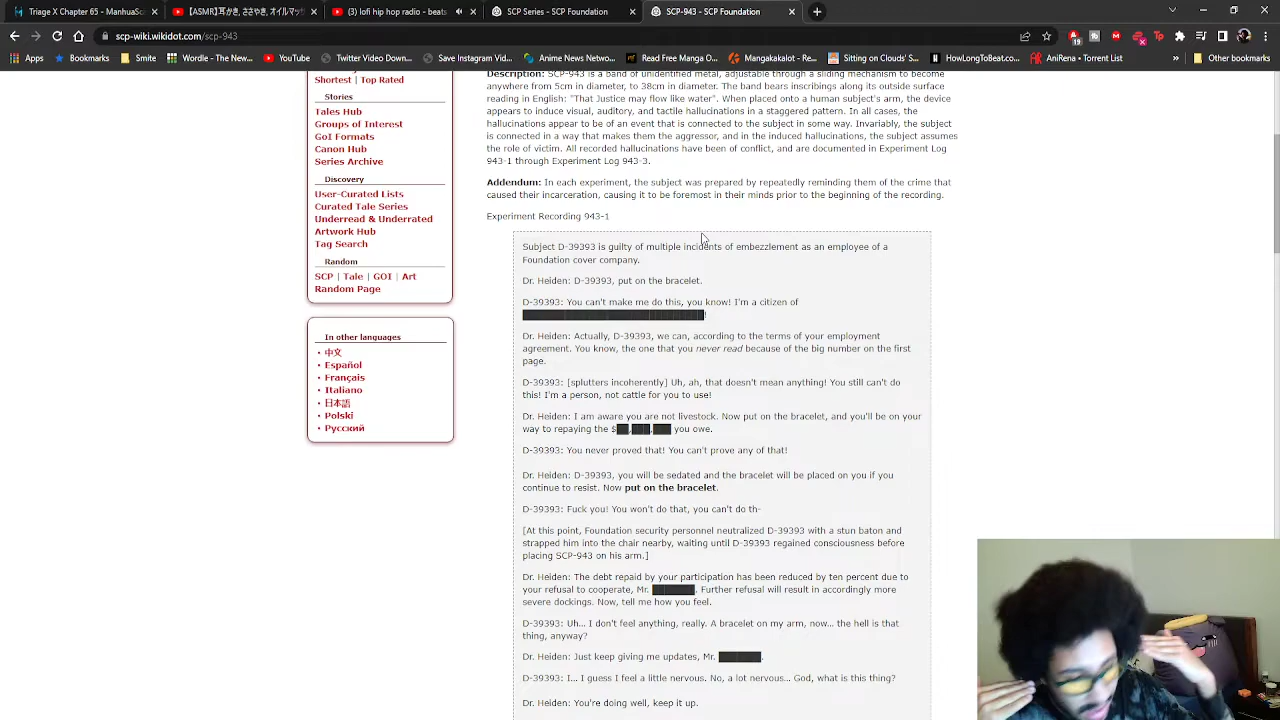 Triage X Chapter 65 - ManhuaSc
【ASMR】耳かき、ささやき、オイルマッサ
(3) lofi hip hop radio - beats
SCP Series - SCP Foundation
SCP-943 - SCP Foundation
scp-wiki.wikidot.com/scp-943
Apps
Bookmarks
Smite
Wordle - The New...
YouTube
Twitter Video Down...
Save Instagram Vide...
Anime News Networ...
Read Free Manga O...
Mangakakalot - Rea...
Sitting on Clouds' S...
HowLongToBeat.co...
AniRena • Torrent List
»
Other bookmarks
Shortest | Top Rated
Stories
Tales Hub
Groups of Interest
GoI Formats
Canon Hub
Series Archive
Discovery
User-Curated Lists
Curated Tale Series
Underread & Underrated
Artwork Hub
Tag Search
Random
SCP | Tale | GOI | Art
Random Page
In other languages
中文
Español
Français
Italiano
日本語
Polski
Русский
Description: SCP-943 is a band of unidentified metal, adjustable through a sliding mechanism to become
anywhere from 5cm in diameter, to 38cm in diameter. The band bears inscribings along its outside surface
reading in English: "That Justice may flow like water". When placed onto a human subject's arm, the device
appears to induce visual, auditory, and tactile hallucinations in a staggered pattern. In all cases, the
hallucinations appear to be of an event that is connected to the subject in some way. Invariably, the subject
is connected in a way that makes them the aggressor, and in the induced hallucinations, the subject assumes
the role of victim. All recorded hallucinations have been of conflict, and are documented in Experiment Log
943-1 through Experiment Log 943-3.
Addendum: In each experiment, the subject was prepared by repeatedly reminding them of the crime that
caused their incarceration, causing it to be foremost in their minds prior to the beginning of the recording.
Experiment Recording 943-1
Subject D-39393 is guilty of multiple incidents of embezzlement as an employee of a
Foundation cover company.
Dr. Heiden: D-39393, put on the bracelet.
D-39393: You can't make me do this, you know! I'm a citizen of
!
Dr. Heiden: Actually, D-39393, we can, according to the terms of your employment
agreement. You know, the one that you never read because of the big number on the first
page.
D-39393: [splutters incoherently] Uh, ah, that doesn't mean anything! You still can't do
this! I'm a person, not cattle for you to use!
Dr. Heiden: I am aware you are not livestock. Now put on the bracelet, and you'll be on your
way to repaying the $██,███,███ you owe.
D-39393: You never proved that! You can't prove any of that!
Dr. Heiden: D-39393, you will be sedated and the bracelet will be placed on you if you
continue to resist. Now put on the bracelet.
D-39393: Fuck you! You won't do that, you can't do th-
[At this point, Foundation security personnel neutralized D-39393 with a stun baton and
strapped him into the chair nearby, waiting until D-39393 regained consciousness before
placing SCP-943 on his arm.]
Dr. Heiden: The debt repaid by your participation has been reduced by ten percent due to
your refusal to cooperate, Mr. ███████. Further refusal will result in accordingly more
severe dockings. Now, tell me how you feel.
D-39393: Uh... I don't feel anything, really. A bracelet on my arm, now... the hell is that
thing, anyway?
Dr. Heiden: Just keep giving me updates, Mr. ███████.
D-39393: I... I guess I feel a little nervous. No, a lot nervous... God, what is this thing?
Dr. Heiden: You're doing well, keep it up.